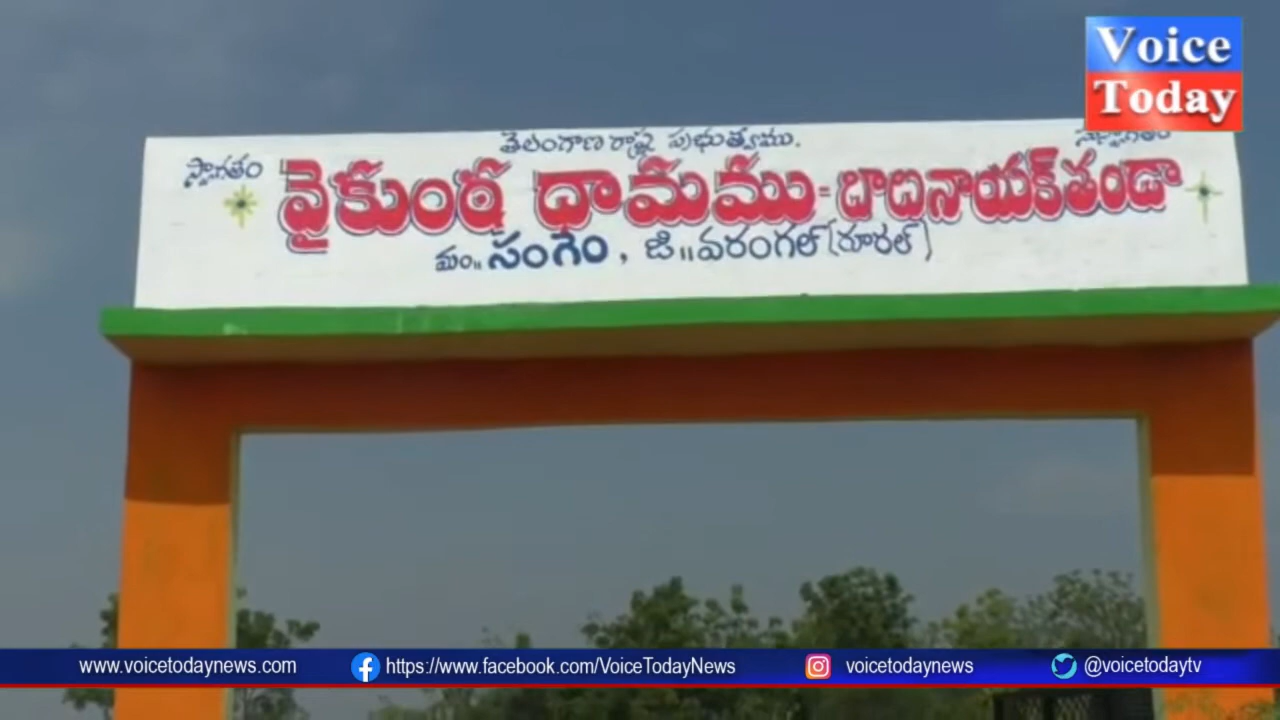 Voice
Today
తెలంగాణ రాష్ట్ర ప్రభుత్వము.
స్వాగతం సుస్వాగతం
వైకుంఠ ధామము = బాదినాయక్ తండా
మం॥ సంగెం, జి॥ వరంగల్ (రూరల్)
www.voicetodaynews.com https://www.facebook.com/VoiceTodayNews voicetodaynews @voicetodaytv